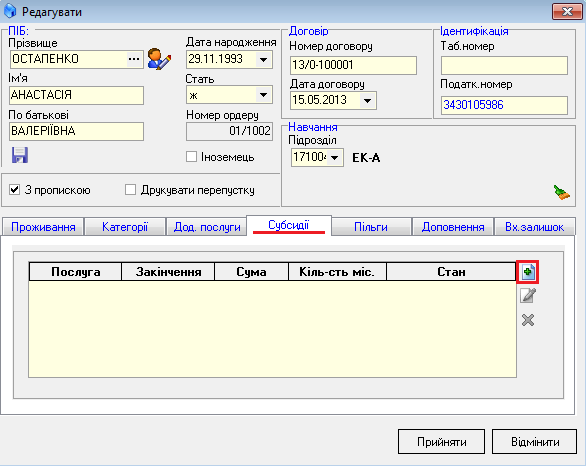 Редагувати
ПІБ:
Прізвище
ОСТАПЕНКО
Ім'я
АНАСТАСІЯ
По батькові
ВАЛЕРІЇВНА
Дата народження
29.11.1993
Стать
ж
Номер ордеру
01/1002
Іноземець
Договір
Номер договору
13/0-100001
Дата договору
15.05.2013
Ідентифікація
Таб.номер
Податк.номер
3430105986
Навчання
Підрозділ
17100 ЕК-А
З пропискою
Друкувати перепустку
Проживання Категорії Дод. послуги Субсидії Пільги Доповнення Вх.залишок
Послуга Закінчення Сума Кіль-сть міс. Стан
Прийняти Відмінити